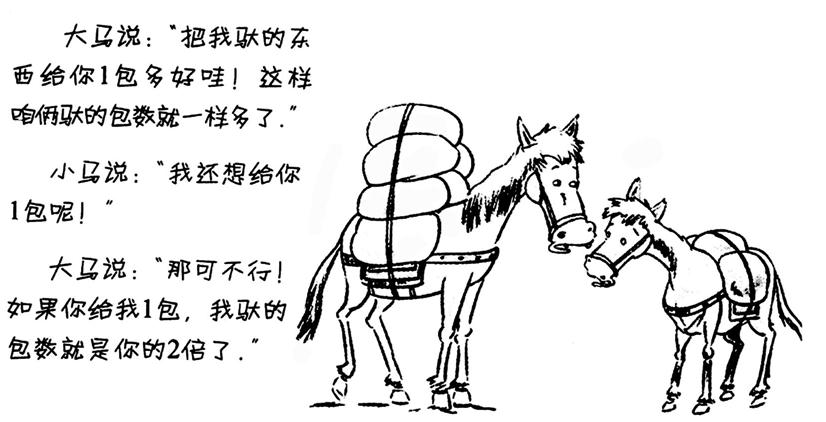 大马说：“把我驮的东
西给你1包多好哇！这样
咱俩驮的包数就一样多了.”
小马说：“我还想给你
1包呢！”
大马说：“那可不行！
如果你给我1包，我驮的
包数就是你的2倍了.”